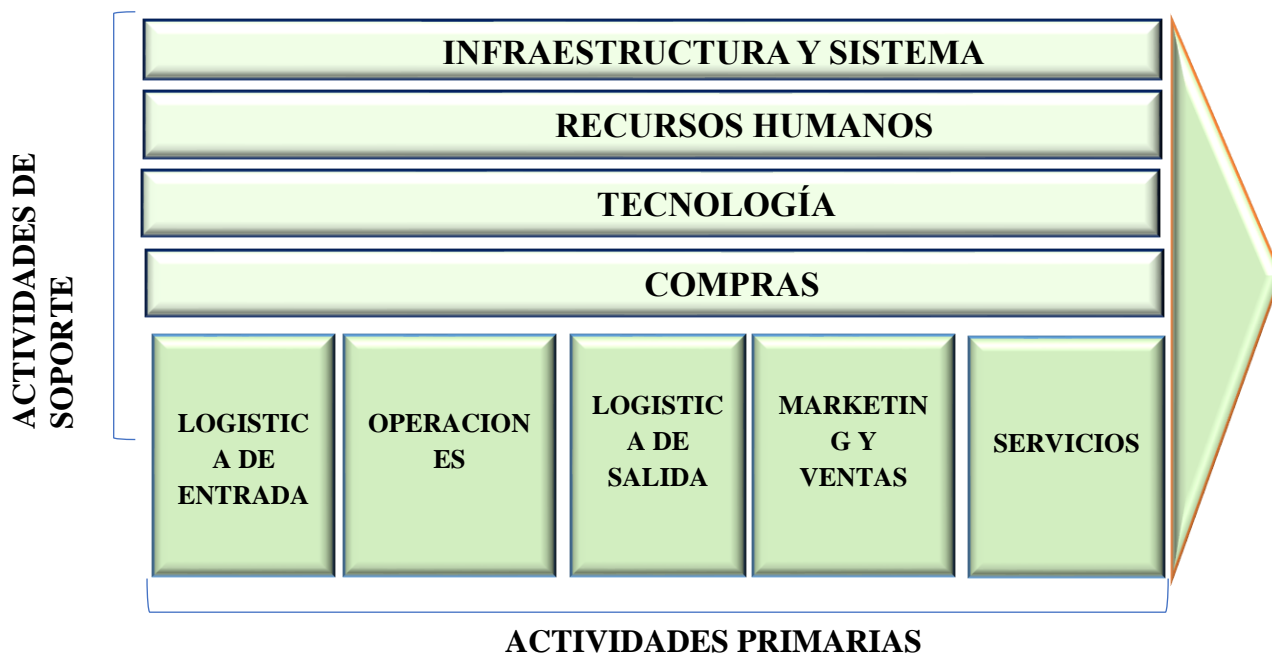 INFRAESTRUCTURA Y SISTEMA
RECURSOS HUMANOS
TECNOLOGÍA
COMPRAS
ACTIVIDADES DE
SOPORTE
LOGISTIC
A DE
ENTRADA
OPERACION
ES
LOGISTIC
A DE
SALIDA
MARKETIN
G Y
VENTAS
SERVICIOS
ACTIVIDADES PRIMARIAS